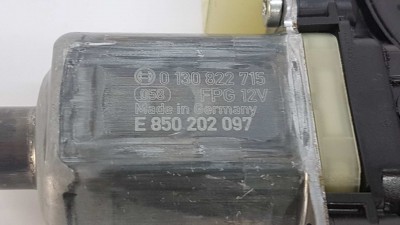 0 130 822 715
FPG 12V
Made in Germany
E 850 202 097